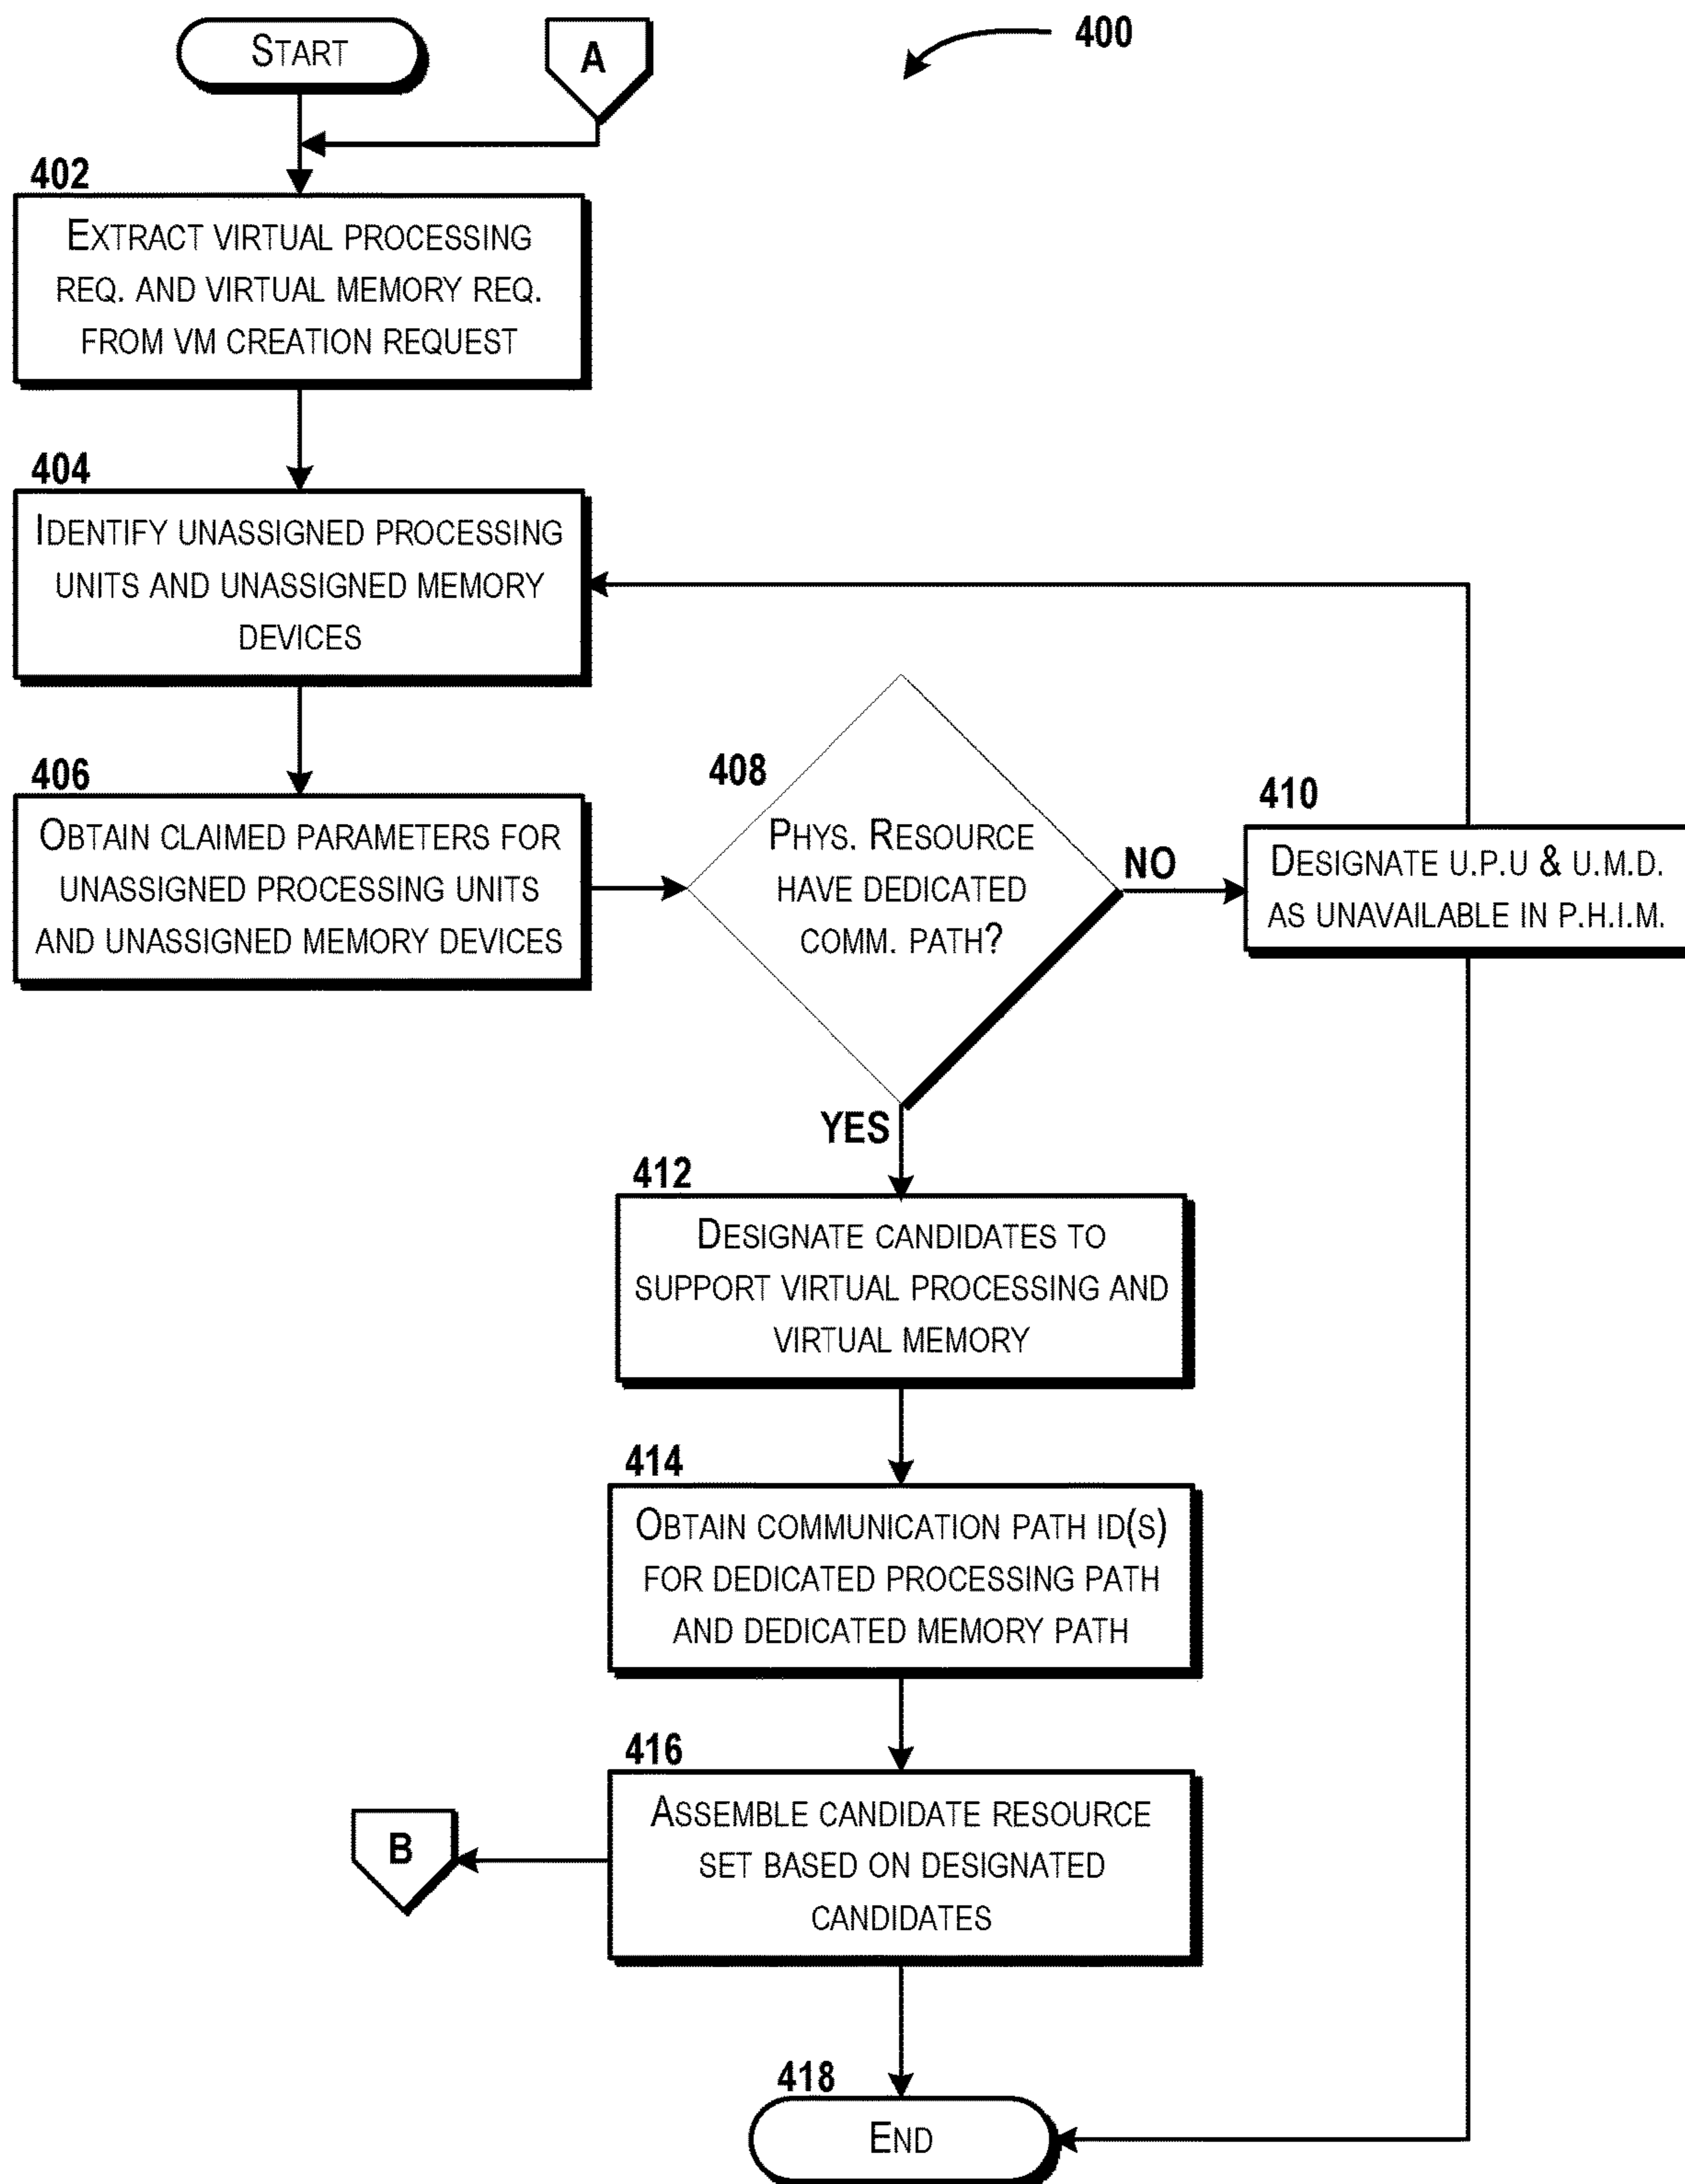 START
A
400
402
EXTRACT VIRTUAL PROCESSING
REQ. AND VIRTUAL MEMORY REQ.
FROM VM CREATION REQUEST
404
IDENTIFY UNASSIGNED PROCESSING
UNITS AND UNASSIGNED MEMORY
DEVICES
406
OBTAIN CLAIMED PARAMETERS FOR
UNASSIGNED PROCESSING UNITS
AND UNASSIGNED MEMORY DEVICES
408
PHYS. RESOURCE
HAVE DEDICATED
COMM. PATH?
NO
410
DESIGNATE U.P.U & U.M.D.
AS UNAVAILABLE IN P.H.I.M.
YES
412
DESIGNATE CANDIDATES TO
SUPPORT VIRTUAL PROCESSING AND
VIRTUAL MEMORY
414
OBTAIN COMMUNICATION PATH ID(S)
FOR DEDICATED PROCESSING PATH
AND DEDICATED MEMORY PATH
416
ASSEMBLE CANDIDATE RESOURCE
SET BASED ON DESIGNATED
CANDIDATES
B
418
END